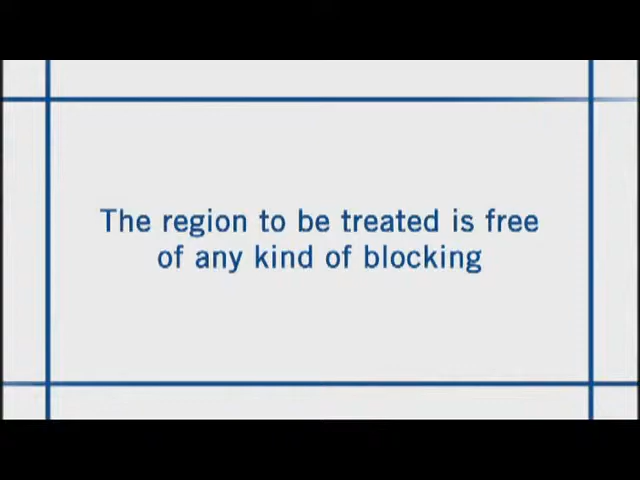 The region to be treated is free
of any kind of blocking